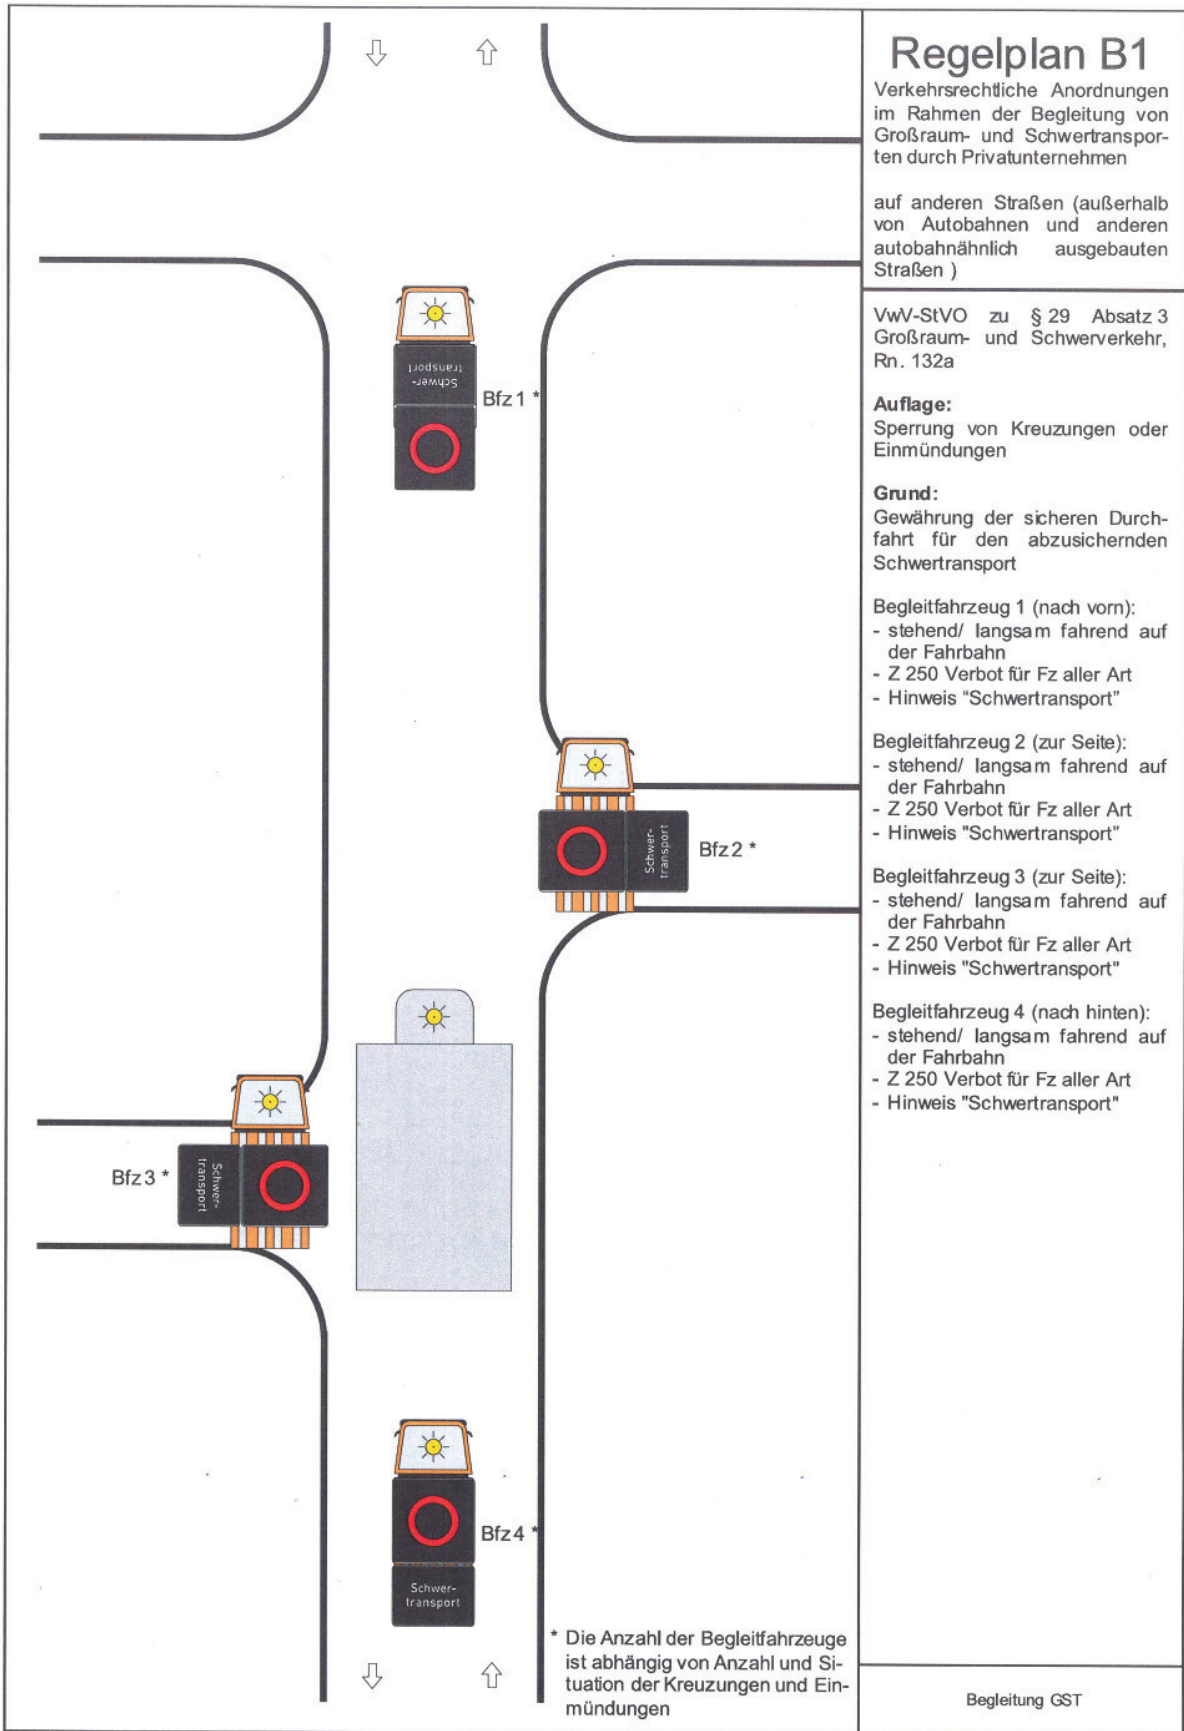 Regelplan B1
Verkehrsrechtliche Anordnungen
im Rahmen der Begleitung von
Großraum- und Schwertranspor-
ten durch Privatunternehmen
auf anderen Straßen (außerhalb
von Autobahnen und anderen
autobahnähnlich ausgebauten
Straßen )
VwV-StVO zu § 29 Absatz 3
Großraum- und Schwerverkehr,
Rn. 132a
Auflage:
Sperrung von Kreuzungen oder
Einmündungen
Grund:
Gewährung der sicheren Durch-
fahrt für den abzusichernden
Schwertransport
Begleitfahrzeug 1 (nach vorn):
- stehend/ langsam fahrend auf
der Fahrbahn
- Z 250 Verbot für Fz aller Art
- Hinweis "Schwertransport"
Begleitfahrzeug 2 (zur Seite):
- stehend/ langsam fahrend auf
der Fahrbahn
- Z 250 Verbot für Fz aller Art
- Hinweis "Schwertransport"
Begleitfahrzeug 3 (zur Seite):
- stehend/ langsam fahrend auf
der Fahrbahn
- Z 250 Verbot für Fz aller Art
- Hinweis "Schwertransport"
Begleitfahrzeug 4 (nach hinten):
- stehend/ langsam fahrend auf
der Fahrbahn
- Z 250 Verbot für Fz aller Art
- Hinweis "Schwertransport"
Schwer-
transport
Bfz 1 *
Schwer-
transport
Bfz 2 *
Bfz 3 *
Schwer-
transport
Bfz 4 *
Schwer-
transport
* Die Anzahl der Begleitfahrzeuge
ist abhängig von Anzahl und Si-
tuation der Kreuzungen und Ein-
mündungen
Begleitung GST